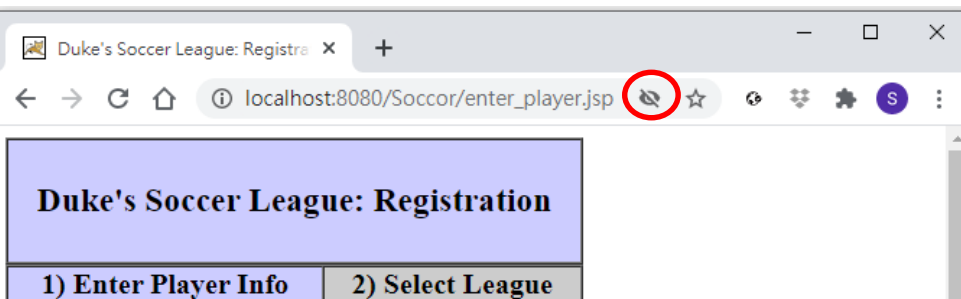 Duke's Soccer League: Registra
localhost:8080/Soccor/enter_player.jsp
S
Duke's Soccer League: Registration
1) Enter Player Info 2) Select League